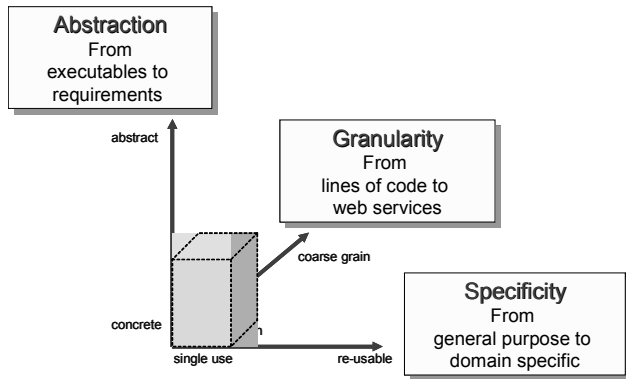 Abstraction
From
executables to
requirements
abstract
Granularity
From
lines of code to
web services
coarse grain
Specificity
From
general purpose to
domain specific
concrete
single use
re-usable